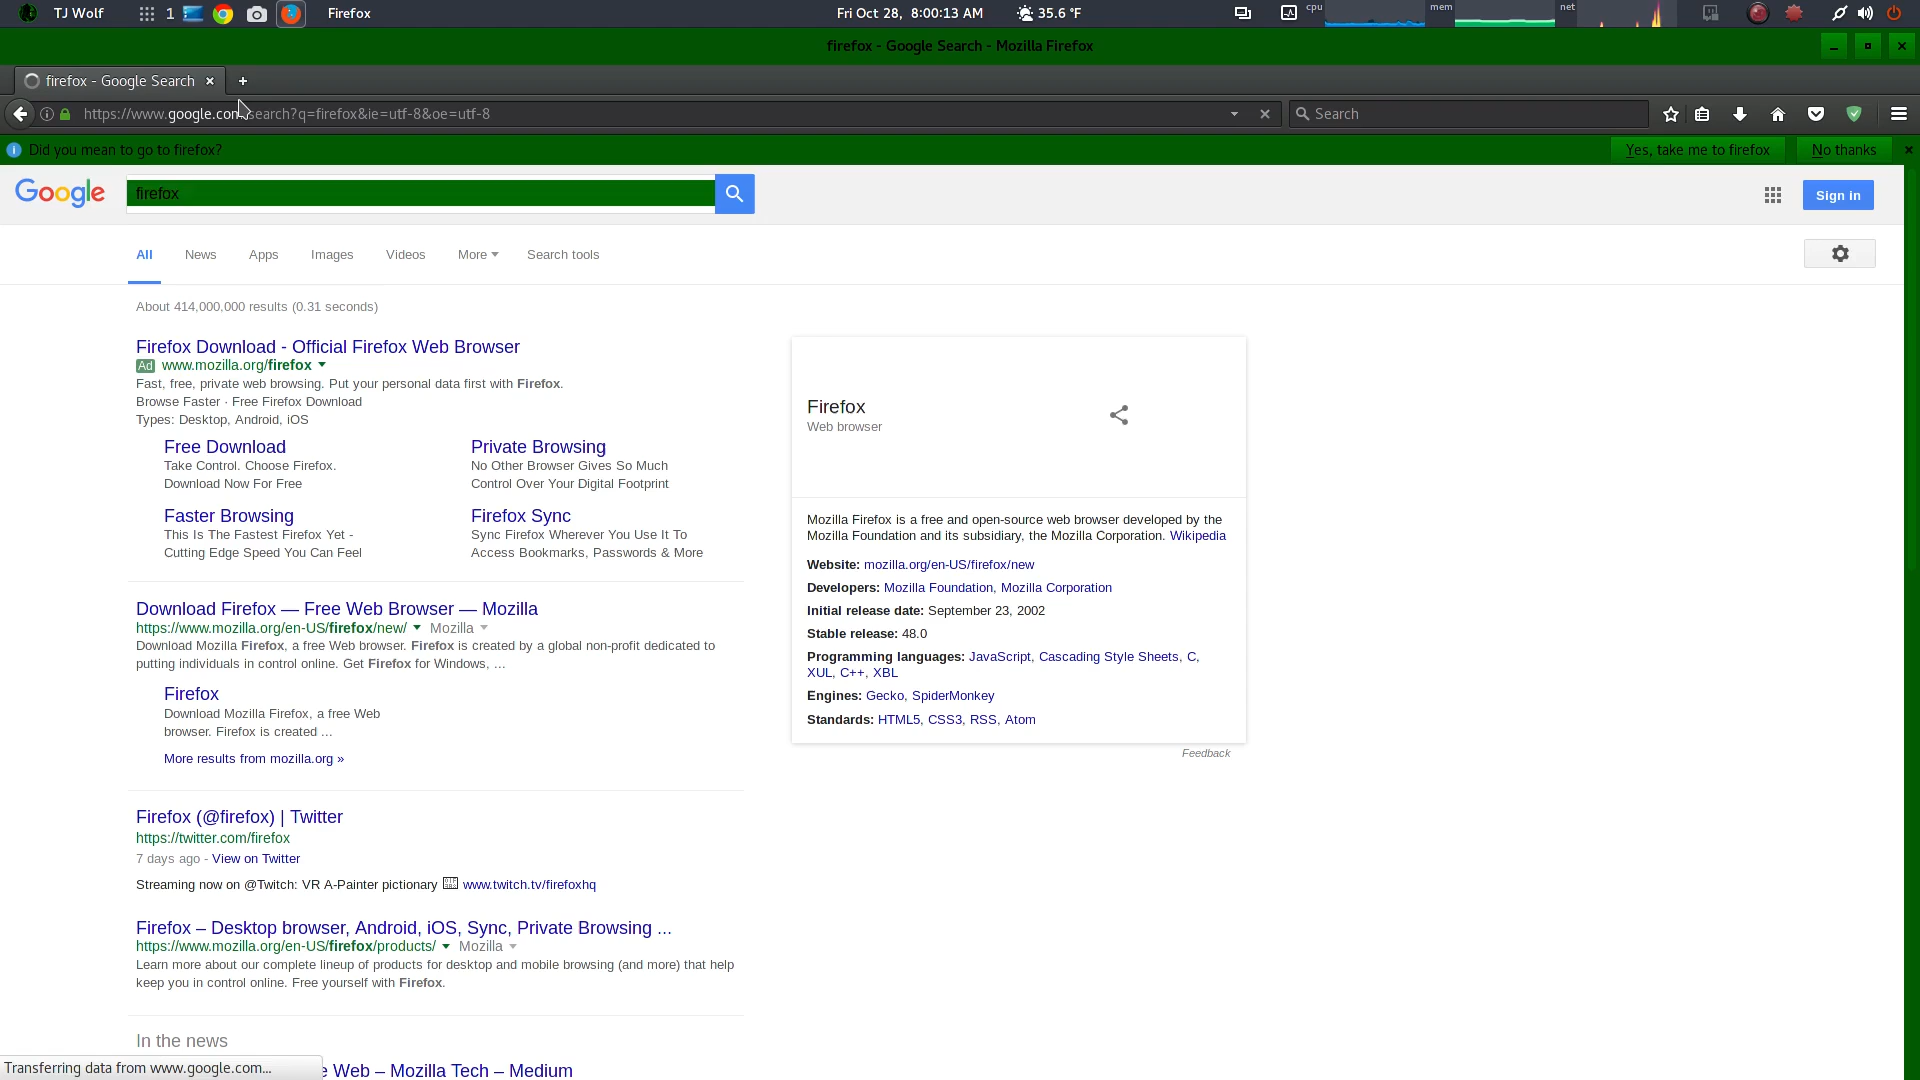 TJ Wolf 1 Firefox Fri Oct 28, 8:00:13 AM 35.6 °F cpu mem net
firefox - Google Search - Mozilla Firefox
firefox - Google Search
https://www.google.com/search?q=firefox&ie=utf-8&oe=utf-8 Search
Did you mean to go to firefox? Yes, take me to firefox No thanks
Google firefox Sign in
All News Apps Images Videos More Search tools
About 414,000,000 results (0.31 seconds)
Firefox Download - Official Firefox Web Browser
Ad www.mozilla.org/firefox
Fast, free, private web browsing. Put your personal data first with Firefox.
Browse Faster · Free Firefox Download
Types: Desktop, Android, iOS
Free Download
Take Control. Choose Firefox.
Download Now For Free
Private Browsing
No Other Browser Gives So Much
Control Over Your Digital Footprint
Faster Browsing
This Is The Fastest Firefox Yet -
Cutting Edge Speed You Can Feel
Firefox Sync
Sync Firefox Wherever You Use It To
Access Bookmarks, Passwords & More
Download Firefox — Free Web Browser — Mozilla
https://www.mozilla.org/en-US/firefox/new/ Mozilla
Download Mozilla Firefox, a free Web browser. Firefox is created by a global non-profit dedicated to
putting individuals in control online. Get Firefox for Windows, ...
Firefox
Download Mozilla Firefox, a free Web
browser. Firefox is created ...
More results from mozilla.org »
Firefox (@firefox) | Twitter
https://twitter.com/firefox
7 days ago - View on Twitter
Streaming now on @Twitch: VR A-Painter pictionary www.twitch.tv/firefoxhq
Firefox – Desktop browser, Android, iOS, Sync, Private Browsing ...
https://www.mozilla.org/en-US/firefox/products/ Mozilla
Learn more about our complete lineup of products for desktop and mobile browsing (and more) that help
keep you in control online. Free yourself with Firefox.
In the news
e Web – Mozilla Tech – Medium
Firefox
Web browser
Mozilla Firefox is a free and open-source web browser developed by the
Mozilla Foundation and its subsidiary, the Mozilla Corporation. Wikipedia
Website: mozilla.org/en-US/firefox/new
Developers: Mozilla Foundation, Mozilla Corporation
Initial release date: September 23, 2002
Stable release: 48.0
Programming languages: JavaScript, Cascading Style Sheets, C,
XUL, C++, XBL
Engines: Gecko, SpiderMonkey
Standards: HTML5, CSS3, RSS, Atom
Feedback
Transferring data from www.google.com...